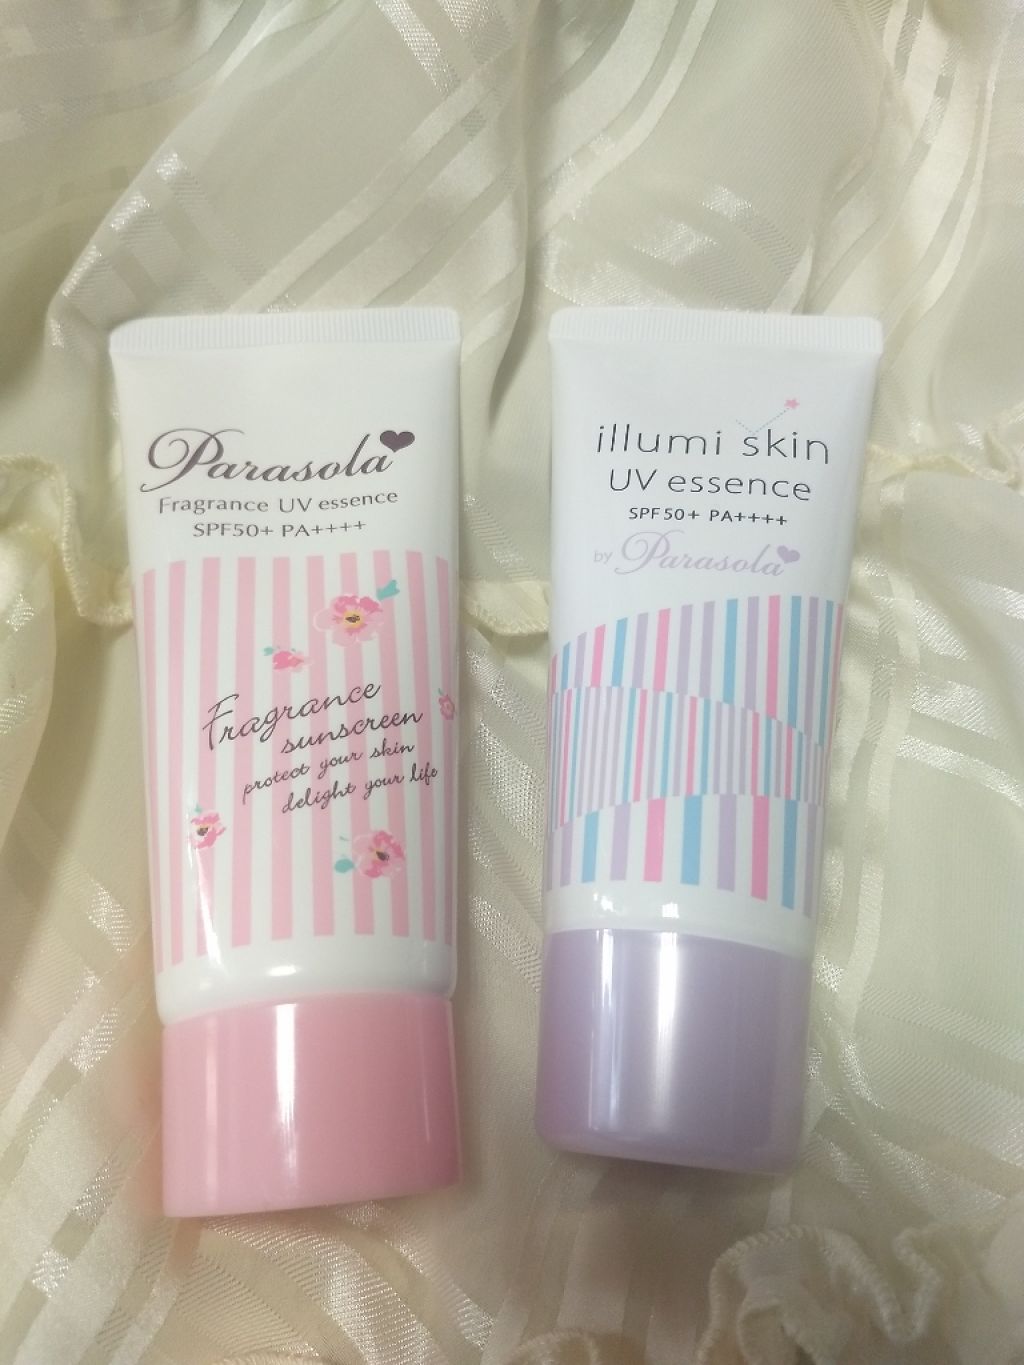 Parasola
Fragrance UV essence
SPF50+ PA++++
Fragrance
sunscreen
protect your skin
delight your life
illumi skin
UV essence
SPF50+ PA++++
by Parasola